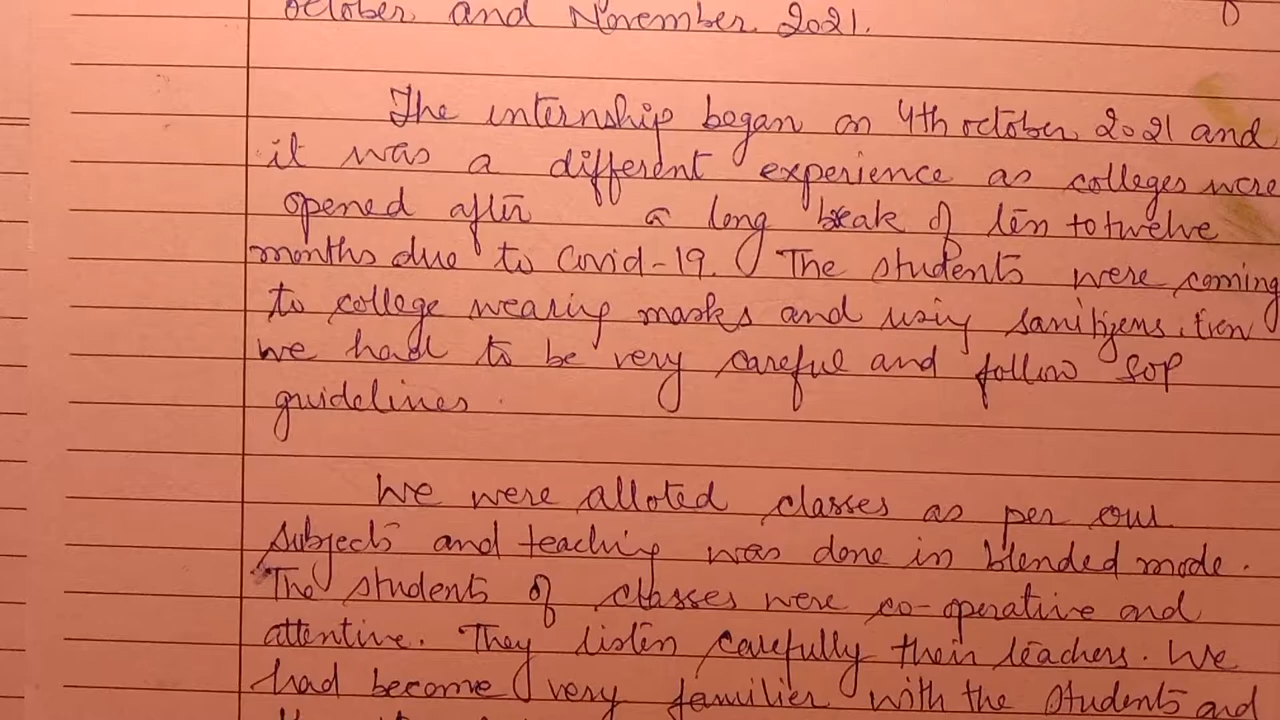 october and November 2021.
The internship began on 4th october 2021 and
it was a different experience as colleges were
opened after a long break of ten to twelve
months due to Covid-19. The students were coming
to college wearing masks and using sanitizers. Even
we had to be very careful and follow SOP
guidelines.
We were alloted classes as per our
subjects and teaching was done in blended mode.
The students of classes were co-operative and
attentive. They listen carefully their teachers. We
had become very familier with the students and